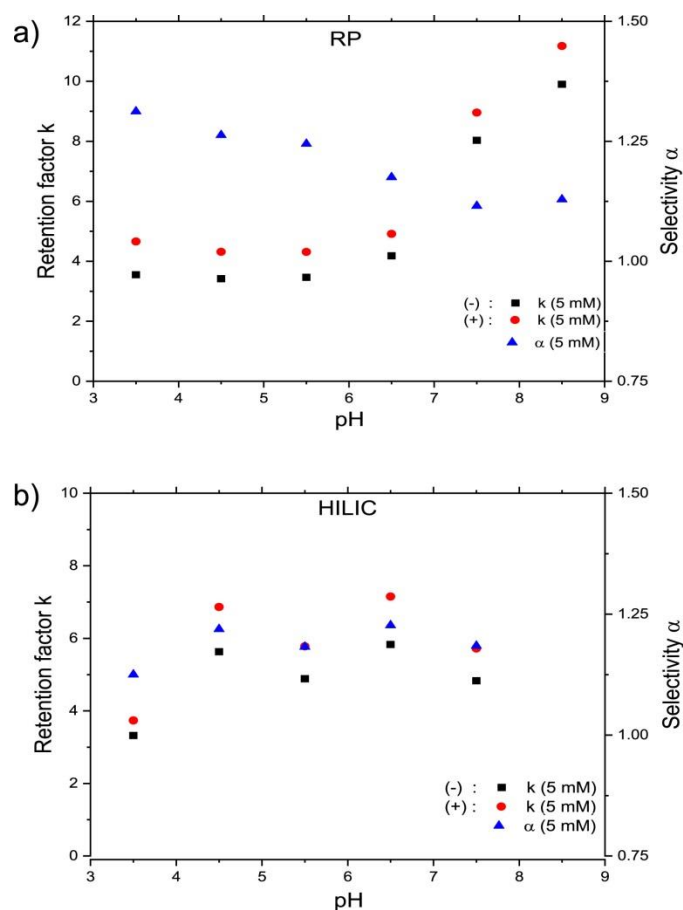 a)
RP
12
10
8
6
4
2
0
Retention factor k
1.50
1.25
1.00
0.75
Selectivity α
(-) : k (5 mM)
(+) : k (5 mM)
α (5 mM)
3 4 5 6 7 8 9
pH
b)
HILIC
10
8
6
4
2
0
Retention factor k
1.50
1.25
1.00
0.75
Selectivity α
(-) : k (5 mM)
(+) : k (5 mM)
α (5 mM)
3 4 5 6 7 8 9
pH